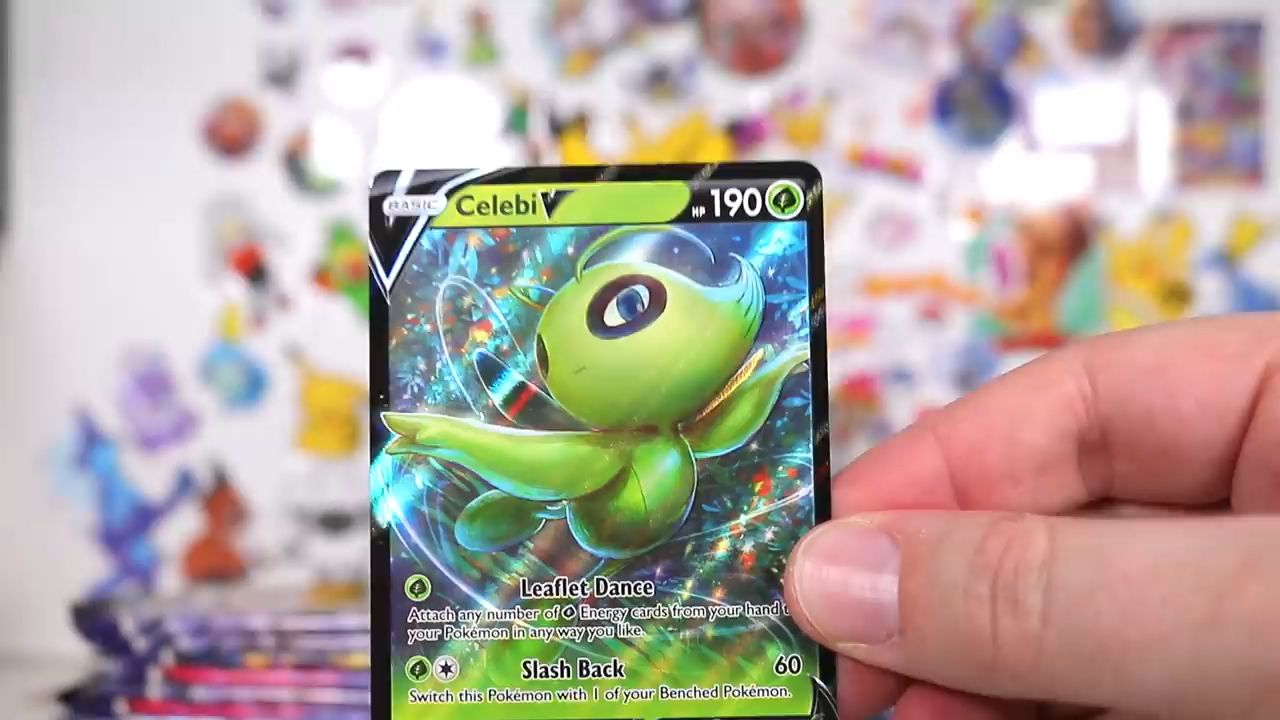 BASIC
Celebi V
HP 190
Leaflet Dance
Attach any number of Energy cards from your hand
your Pokémon in any way you like.
Slash Back 60
Switch this Pokémon with 1 of your Benched Pokémon.